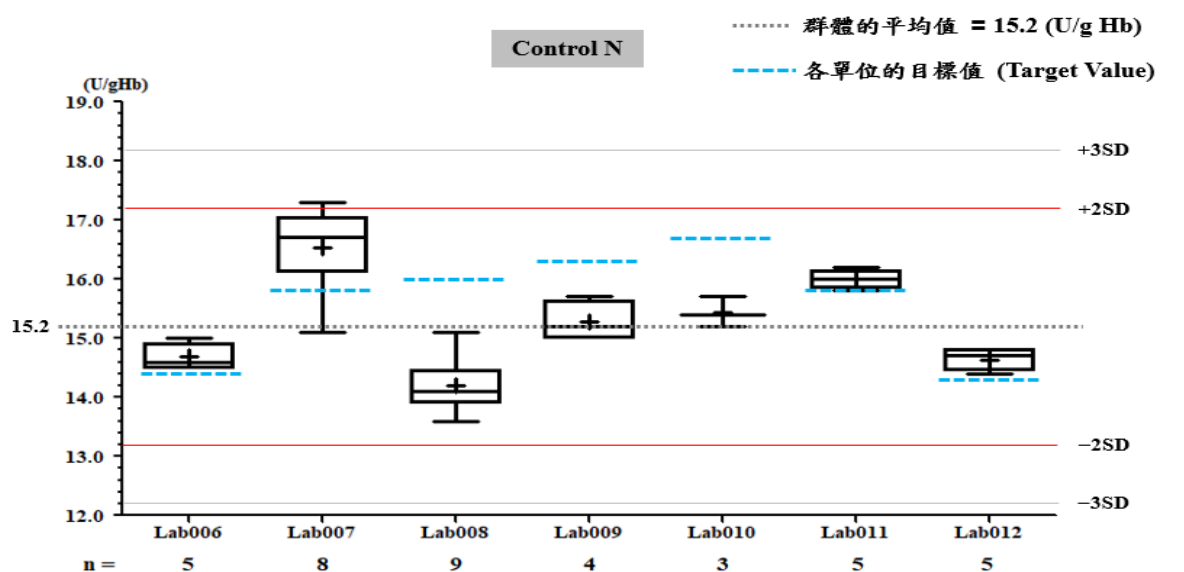 群體的平均值 = 15.2 (U/g Hb)
Control N
各單位的目標值 (Target Value)
(U/gHb)
19.0
+3SD
18.0
+2SD
17.0
16.0
15.2
15.0
14.0
−2SD
13.0
−3SD
12.0
Lab006 Lab007 Lab008 Lab009 Lab010 Lab011 Lab012
n = 5 8 9 4 3 5 5